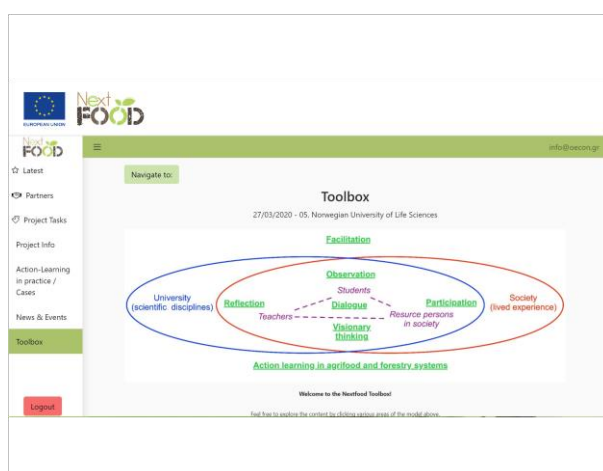 EUROPEAN UNION
Next
FOOD
Next
FOOD
info@oecon.gr
Latest
Partners
Project Tasks
Project Info
Action-Learning
in practice /
Cases
News & Events
Toolbox
Logout
Navigate to:
Toolbox
27/03/2020 - 05. Norwegian University of Life Sciences
Facilitation
Observation
Students
University
(scientific disciplines)
Reflection
Dialogue
Participation
Society
(lived experience)
Teachers
Resurce persons
in society
Visionary
thinking
Action learning in agrifood and forestry systems
Welcome to the Nextfood Toolbox!
Feel free to explore the content by clicking various areas of the model above.